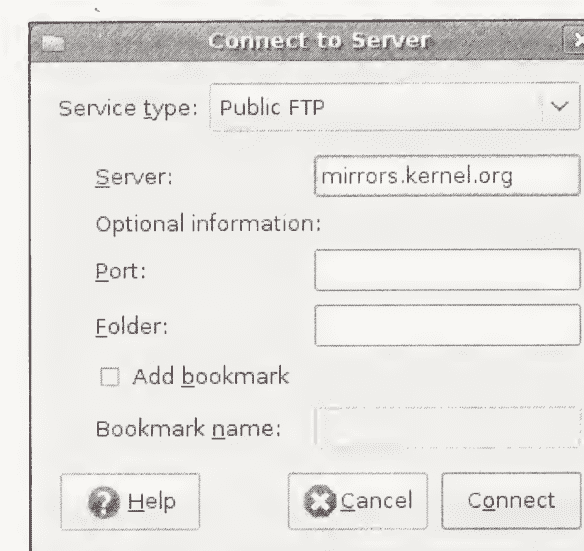 Connect to Server
Service type: Public FTP
Server: mirrors.kernel.org
Optional information:
Port:
Folder:
Add bookmark
Bookmark name:
Help Cancel Connect